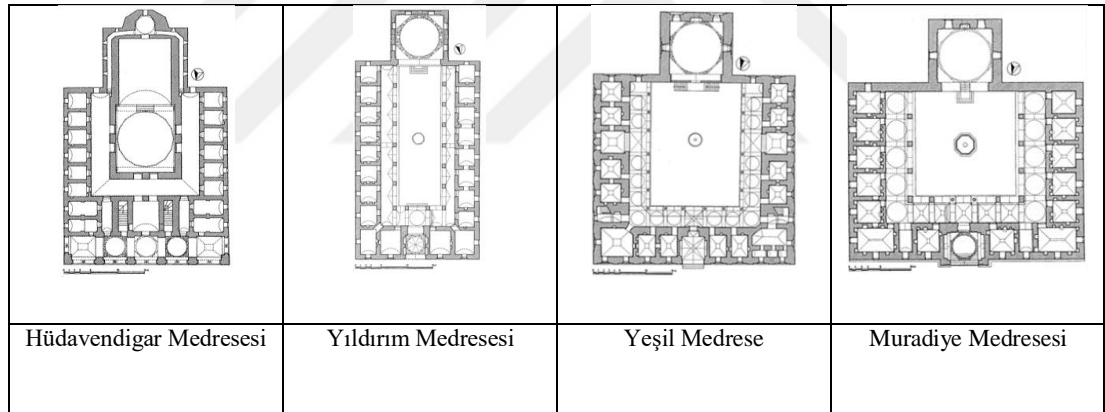 Hüdavendigar Medresesi
Yıldırım Medresesi
Yeşil Medrese
Muradiye Medresesi